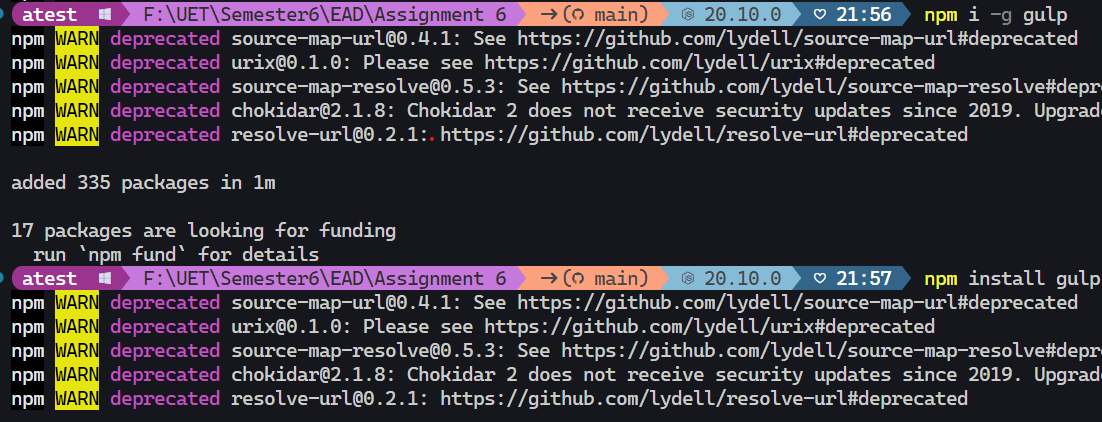 atest F:\UET\Semester6\EAD\Assignment 6 →( main) 20.10.0 ♡ 21:56 npm i -g gulp
npm WARN deprecated source-map-url@0.4.1: See https://github.com/lydell/source-map-url#deprecated
npm WARN deprecated urix@0.1.0: Please see https://github.com/lydell/urix#deprecated
npm WARN deprecated source-map-resolve@0.5.3: See https://github.com/lydell/source-map-resolve#depre
npm WARN deprecated chokidar@2.1.8: Chokidar 2 does not receive security updates since 2019. Upgrade
npm WARN deprecated resolve-url@0.2.1: https://github.com/lydell/resolve-url#deprecated
added 335 packages in 1m
17 packages are looking for funding
run `npm fund` for details
atest F:\UET\Semester6\EAD\Assignment 6 →( main) 20.10.0 ♡ 21:57 npm install gulp
npm WARN deprecated source-map-url@0.4.1: See https://github.com/lydell/source-map-url#deprecated
npm WARN deprecated urix@0.1.0: Please see https://github.com/lydell/urix#deprecated
npm WARN deprecated source-map-resolve@0.5.3: See https://github.com/lydell/source-map-resolve#depre
npm WARN deprecated chokidar@2.1.8: Chokidar 2 does not receive security updates since 2019. Upgrade
npm WARN deprecated resolve-url@0.2.1: https://github.com/lydell/resolve-url#deprecated